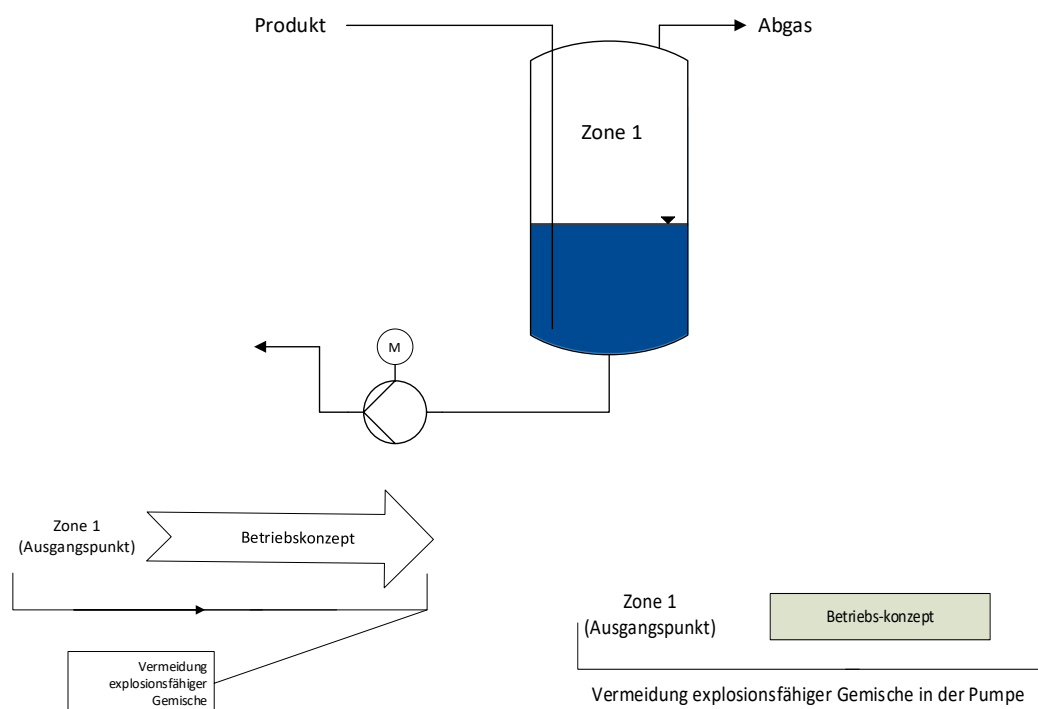 Produkt
Abgas
Zone 1
M
Zone 1
(Ausgangspunkt)
Betriebskonzept
Vermeidung
explosionsfähiger
Gemische
Zone 1
(Ausgangspunkt)
Betriebs-konzept
Vermeidung explosionsfähiger Gemische in der Pumpe